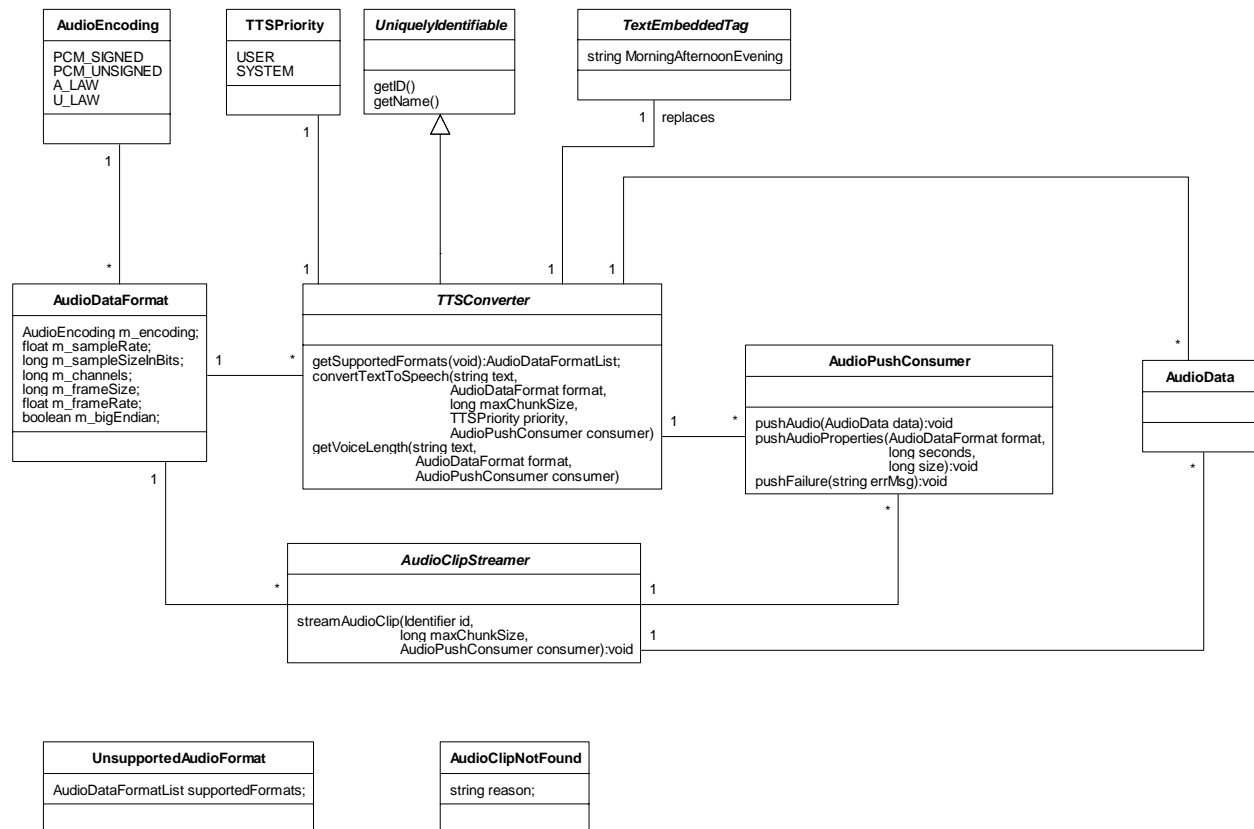 AudioEncoding
PCM_SIGNED
PCM_UNSIGNED
A_LAW
U_LAW
TTSPriority
USER
SYSTEM
UniquelyIdentifiable
getID()
getName()
TextEmbeddedTag
string MorningAfternoonEvening
1
1
1 replaces
*
1
1
1
AudioDataFormat
AudioEncoding m_encoding;
float m_sampleRate;
long m_sampleSizeInBits;
long m_channels;
long m_frameSize;
float m_frameRate;
boolean m_bigEndian;
1
*
TTSConverter
getSupportedFormats(void):AudioDataFormatList;
convertTextToSpeech(string text,
AudioDataFormat format,
long maxChunkSize,
TTSPriority priority,
AudioPushConsumer consumer)
getVoiceLength(string text,
AudioDataFormat format,
AudioPushConsumer consumer)
1
*
AudioPushConsumer
pushAudio(AudioData data):void
pushAudioProperties(AudioDataFormat format,
long seconds,
long size):void
pushFailure(string errMsg):void
*
AudioData
*
1
*
*
AudioClipStreamer
streamAudioClip(Identifier id,
long maxChunkSize,
AudioPushConsumer consumer):void
1
1
UnsupportedAudioFormat
AudioDataFormatList supportedFormats;
AudioClipNotFound
string reason;